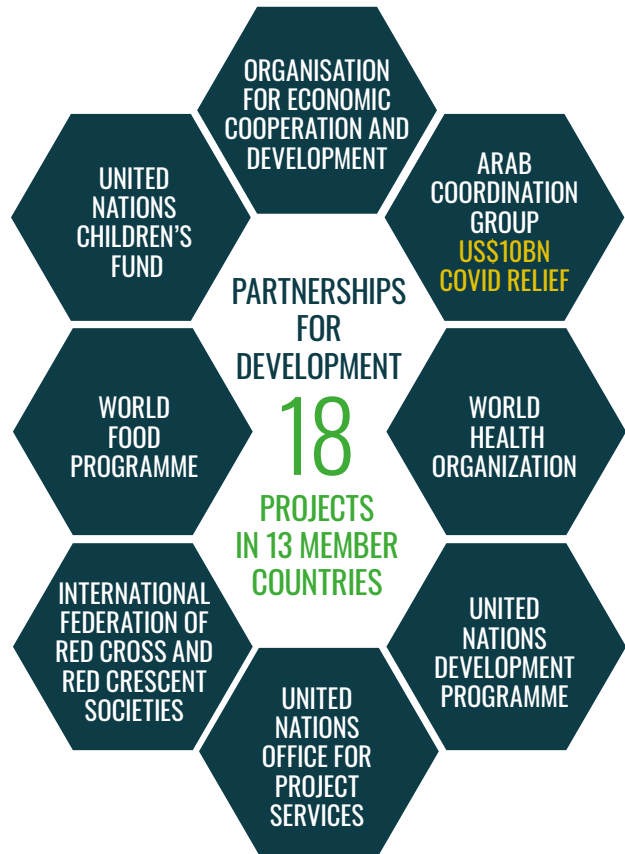 ORGANISATION
FOR ECONOMIC
COOPERATION AND
DEVELOPMENT
ARAB
COORDINATION
GROUP
US$10BN
COVID RELIEF
UNITED
NATIONS
CHILDREN'S
FUND
PARTNERSHIPS
FOR
DEVELOPMENT
18
PROJECTS
IN 13 MEMBER
COUNTRIES
WORLD
FOOD
PROGRAMME
WORLD
HEALTH
ORGANIZATION
INTERNATIONAL
FEDERATION OF
RED CROSS AND
RED CRESCENT
SOCIETIES
UNITED
NATIONS
DEVELOPMENT
PROGRAMME
UNITED
NATIONS
OFFICE FOR
PROJECT
SERVICES